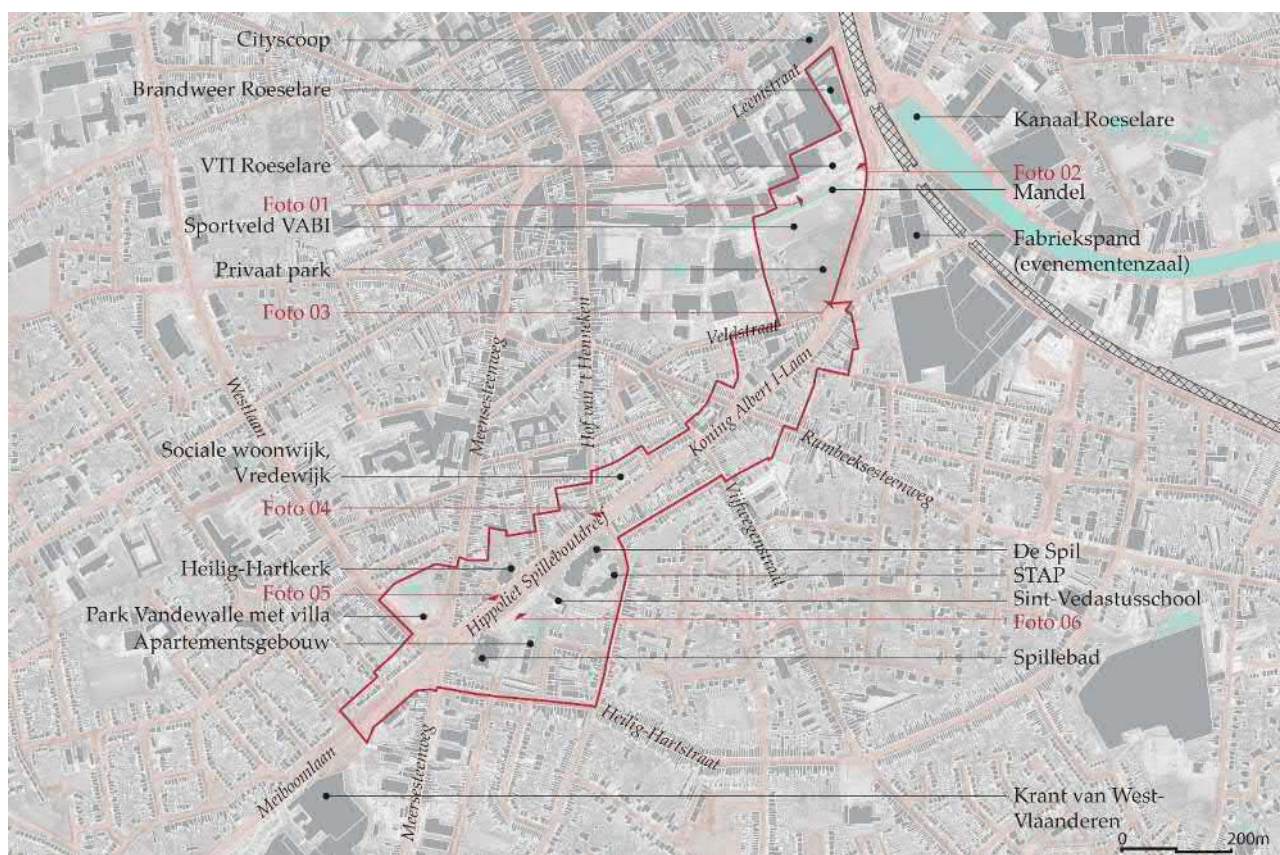 Cityscoop
Brandweer Roeselare
VTI Roeselare
Foto 01
Sportveld VABI
Privaat park
Foto 03
Sociale woonwijk,
Vredewijk
Foto 04
Heilig-Hartkerk
Foto 05
Park Vandewalle met villa
Apartementsgebouw
Leemstraat
Veldstraat
Hof van 't Henneken
Meensesteenweg
Westlaan
Koning Albert I-Laan
Rumbeeksesteenweg
Vijfwegenstraat
Hippoliet Spilleboutdreef
Heilig-Hartstraat
Meiboomlaan
Meensesteenweg
Kanaal Roeselare
Foto 02
Mandel
Fabriekspand
(evenementenzaal)
De Spil
STAP
Sint-Vedastusschool
Foto 06
Spillebad
Krant van West-
Vlaanderen
0 200m